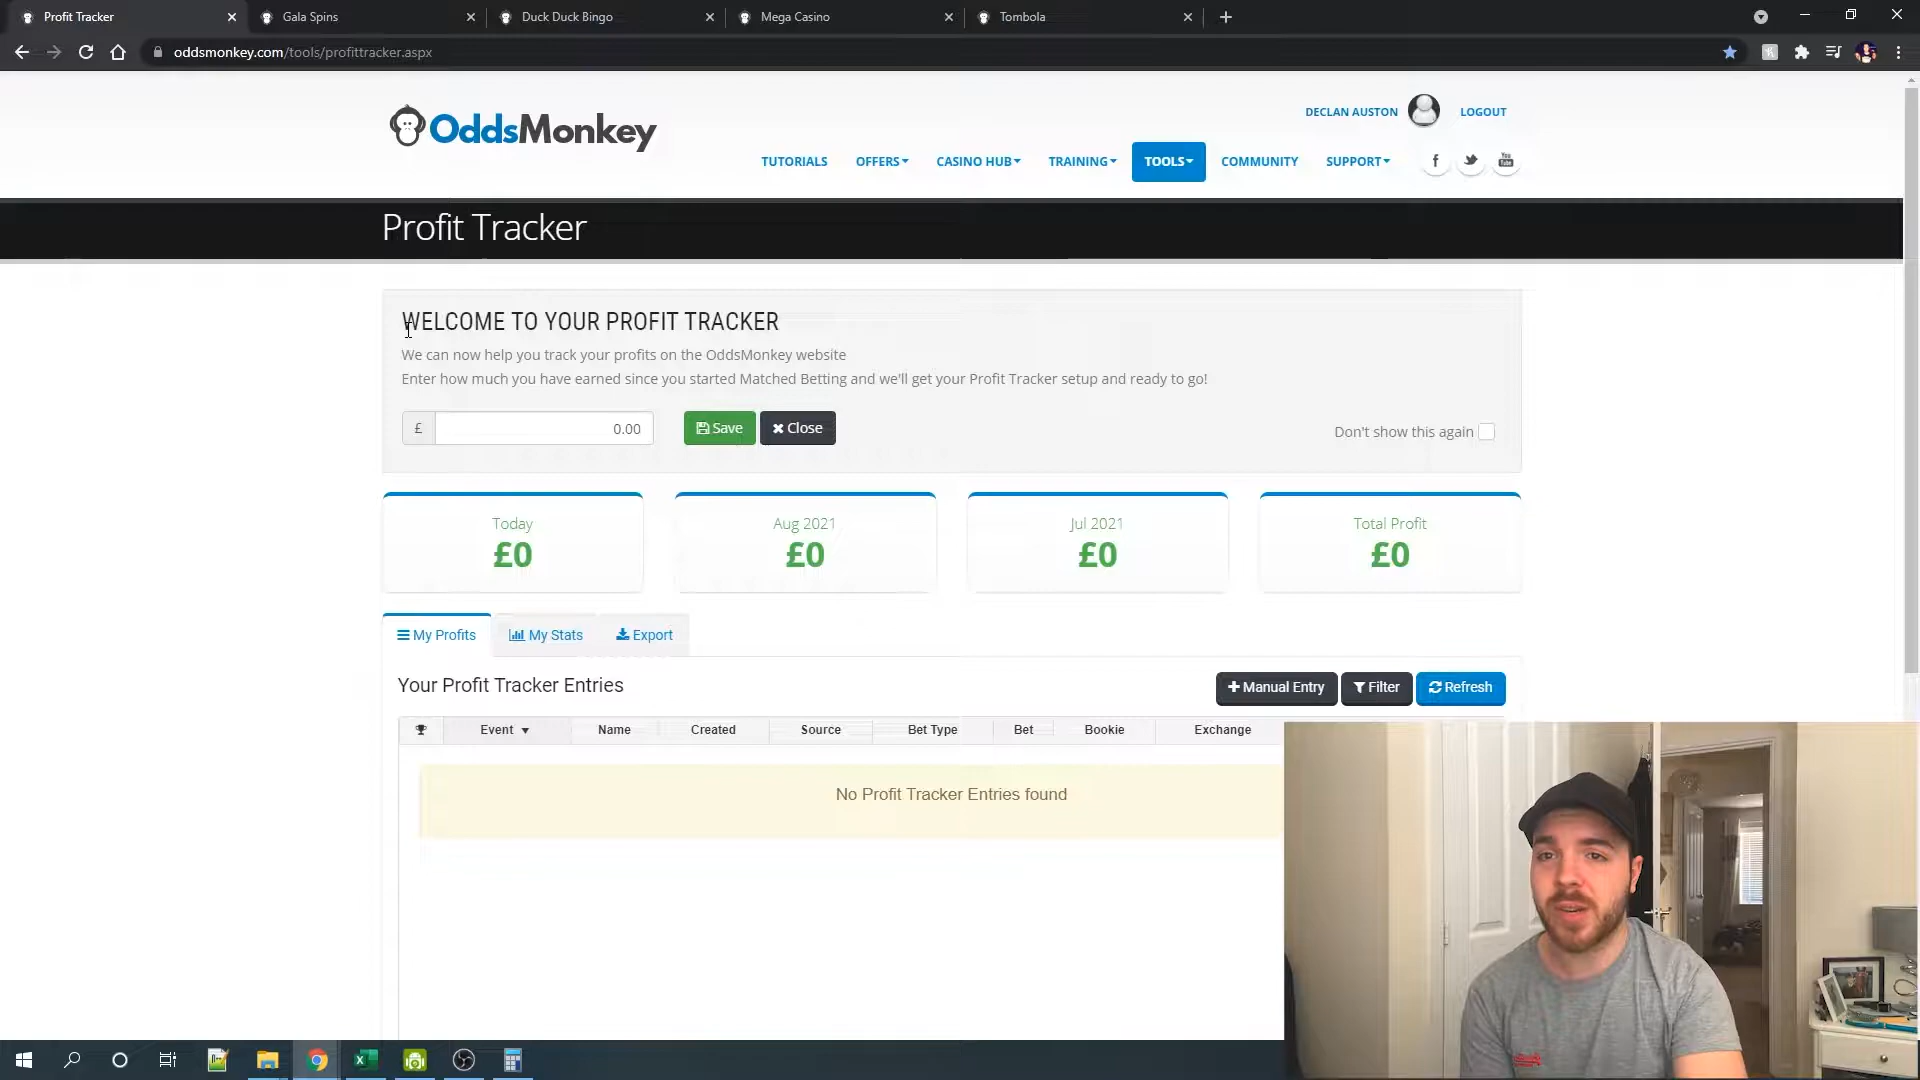 Profit Tracker
Gala Spins
Duck Duck Bingo
Mega Casino
Tombola
oddsmonkey.com/tools/profittracker.aspx
OddsMonkey
DECLAN AUSTON
LOGOUT
TUTORIALS
OFFERS
CASINO HUB
TRAINING
TOOLS
COMMUNITY
SUPPORT
Profit Tracker
WELCOME TO YOUR PROFIT TRACKER
We can now help you track your profits on the OddsMonkey website
Enter how much you have earned since you started Matched Betting and we'll get your Profit Tracker setup and ready to go!
£ 0.00
Save
Close
Don't show this again
Today
£0
Aug 2021
£0
Jul 2021
£0
Total Profit
£0
My Profits
My Stats
Export
Your Profit Tracker Entries
Manual Entry
Filter
Refresh
Event
Name
Created
Source
Bet Type
Bet
Bookie
Exchange
No Profit Tracker Entries found